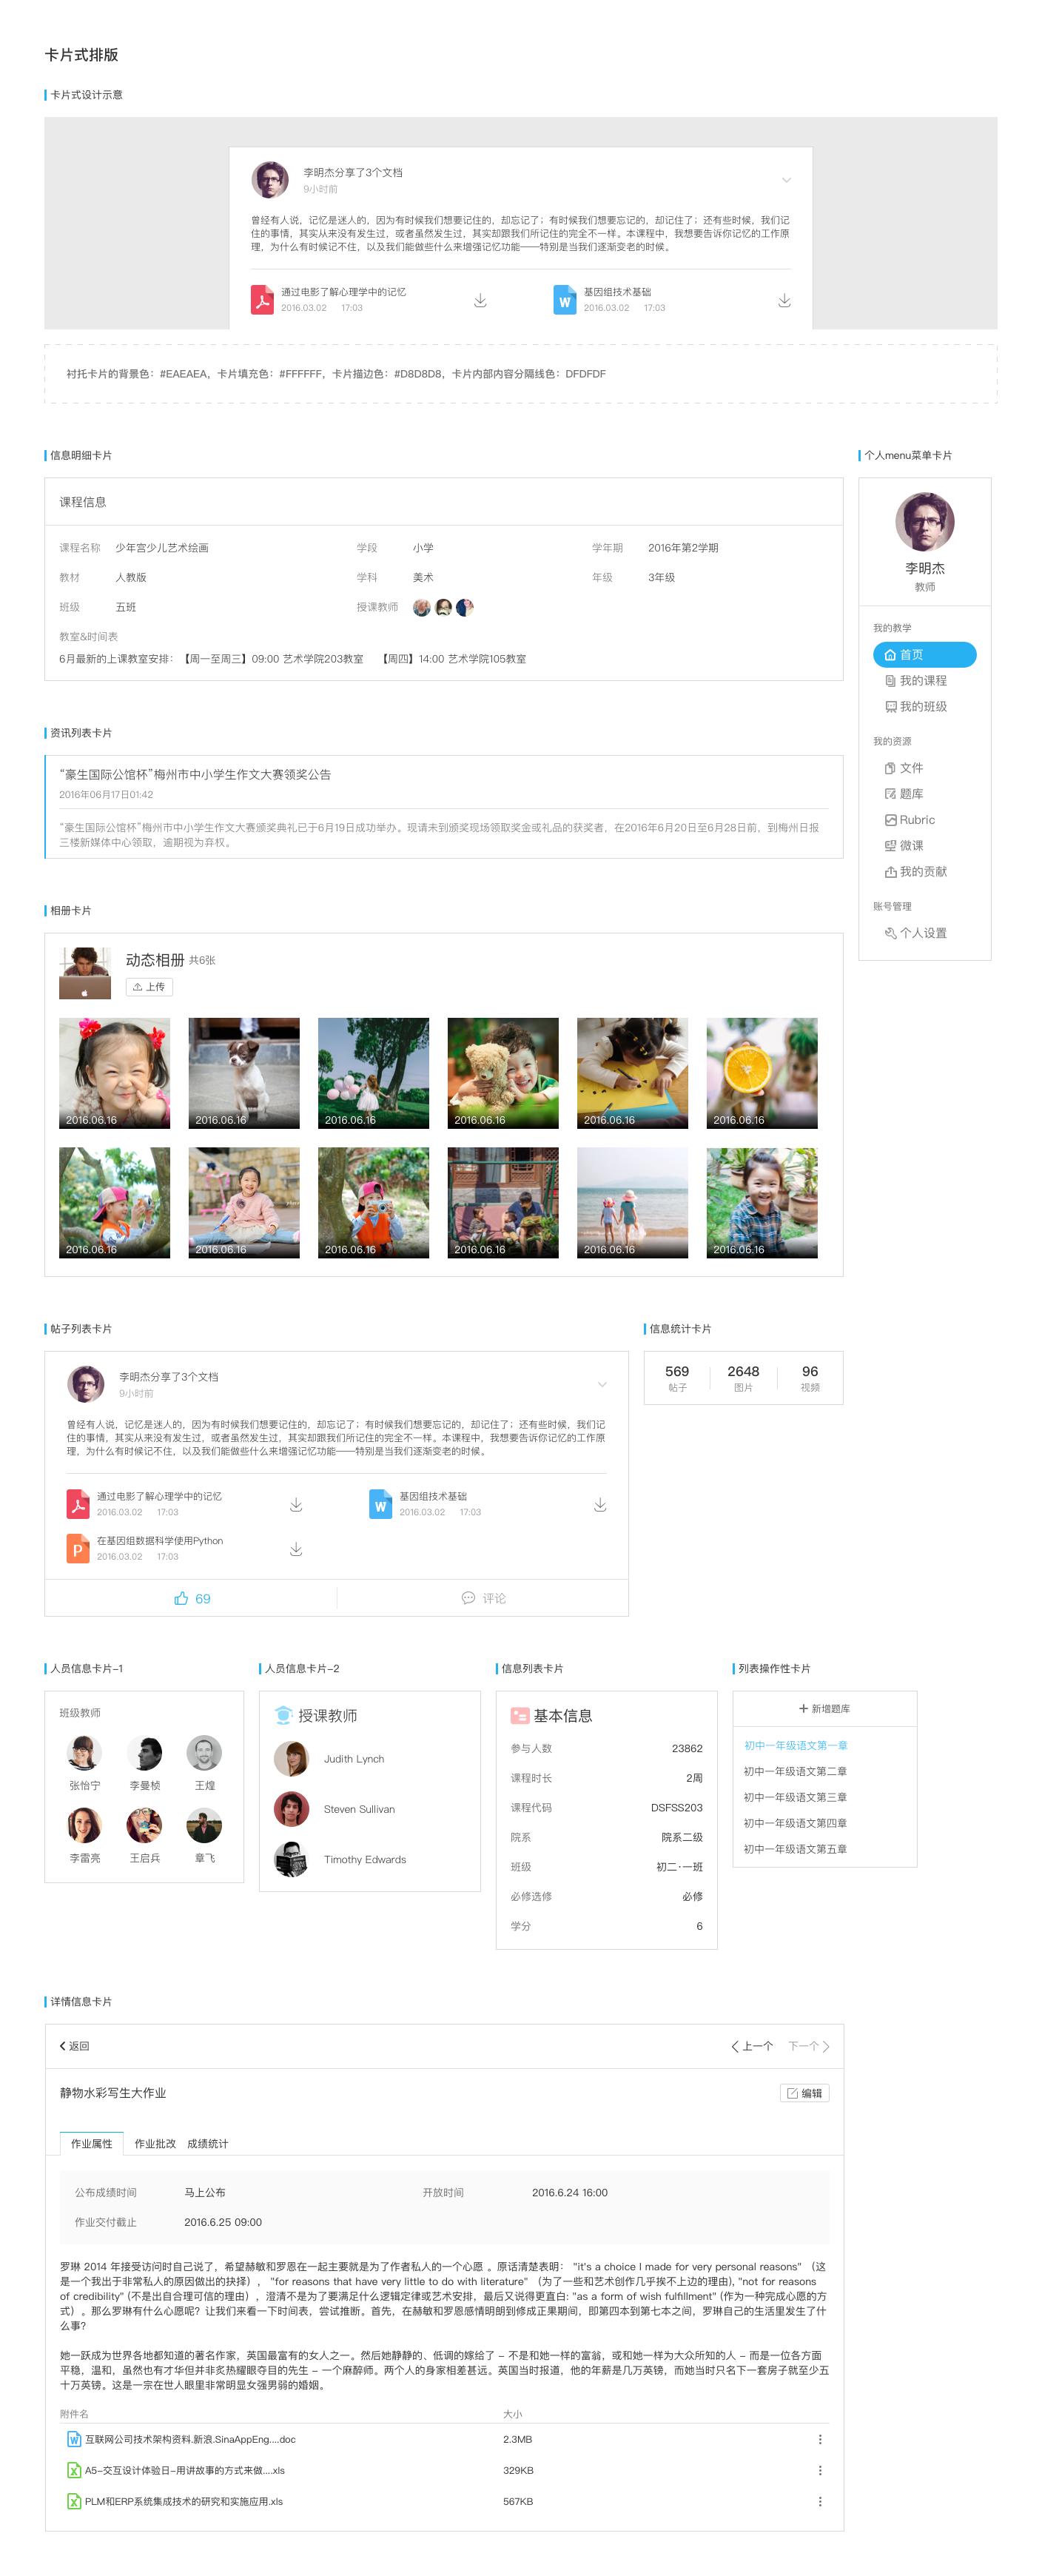 卡片式排版
卡片式设计示意
李明杰分享了3个文档
9小时前
曾经有人说，记忆是迷人的，因为有时候我们想要记住的，却忘记了；有时候我们想要忘记的，却记住了；还有些时候，我们记
住的事情，其实从来没有发生过，或者虽然发生过，其实却跟我们所记住的完全不一样。本课程中，我想要告诉你记忆的工作原
理，为什么有时候记不住，以及我们能做些什么来增强记忆功能——特别是当我们逐渐变老的时候。
通过电影了解心理学中的记忆
2016.03.02 17:03
W 基因组技术基础
2016.03.02 17:03
衬托卡片的背景色：#EAEAEA，卡片填充色：#FFFFFF，卡片描边色：#D8D8D8，卡片内部内容分隔线色：DFDFDF
信息明细卡片
课程信息
课程名称 少年宫少儿艺术绘画 学段 小学 学年期 2016年第2学期
教材 人教版 学科 美术 年级 3年级
班级 五班 授课教师
教室&时间表
6月最新的上课教室安排：【周一至周三】09:00 艺术学院203教室 【周四】14:00 艺术学院105教室
个人menu菜单卡片
李明杰
教师
我的教学
首页
我的课程
我的班级
我的资源
文件
题库
Rubric
微课
我的贡献
账号管理
个人设置
资讯列表卡片
“豪生国际公馆杯”梅州市中小学生作文大赛领奖公告
2016年06月17日01:42
“豪生国际公馆杯”梅州市中小学生作文大赛颁奖典礼已于6月19日成功举办。现请未到颁奖现场领取奖金或礼品的获奖者，在2016年6月20日至6月28日前，到梅州日报
三楼新媒体中心领取，逾期视为弃权。
相册卡片
动态相册 共6张
上传
2016.06.16 2016.06.16 2016.06.16 2016.06.16 2016.06.16 2016.06.16
2016.06.16 2016.06.16 2016.06.16 2016.06.16 2016.06.16 2016.06.16
帖子列表卡片
李明杰分享了3个文档
9小时前
曾经有人说，记忆是迷人的，因为有时候我们想要记住的，却忘记了；有时候我们想要忘记的，却记住了；还有些时候，我们记
住的事情，其实从来没有发生过，或者虽然发生过，其实却跟我们所记住的完全不一样。本课程中，我想要告诉你记忆的工作原
理，为什么有时候记不住，以及我们能做些什么来增强记忆功能——特别是当我们逐渐变老的时候。
通过电影了解心理学中的记忆
2016.03.02 17:03
W 基因组技术基础
2016.03.02 17:03
P 在基因组数据科学使用Python
2016.03.02 17:03
69 评论
信息统计卡片
569 2648 96
帖子 图片 视频
人员信息卡片-1
班级教师
张怡宁 李曼桢 王煌
李雷亮 王启兵 章飞
人员信息卡片-2
授课教师
Judith Lynch
Steven Sullivan
Timothy Edwards
信息列表卡片
基本信息
参与人数 23862
课程时长 2周
课程代码 DSFSS203
院系 院系二级
班级 初二·一班
必修选修 必修
学分 6
列表操作性卡片
新增题库
初中一年级语文第一章
初中一年级语文第二章
初中一年级语文第三章
初中一年级语文第四章
初中一年级语文第五章
详情信息卡片
返回 上一个 下一个
静物水彩写生大作业 编辑
作业属性 作业批改 成绩统计
公布成绩时间 马上公布 开放时间 2016.6.24 16:00
作业交付截止 2016.6.25 09:00
罗琳 2014 年接受访问时自己说了，希望赫敏和罗恩在一起主要就是为了作者私人的一个心愿 。原话清楚表明： "it's a choice I made for very personal reasons" （这
是一个我出于非常私人的原因做出的抉择）， "for reasons that have very little to do with literature" （为了一些和艺术创作几乎挨不上边的理由), "not for reasons
of credibility" (不是出自合理可信的理由) ，澄清不是为了满足什么逻辑定律或艺术安排，最后又说得更直白: "as a form of wish fulfillment" (作为一种完成心愿的方
式) 。那么罗琳有什么心愿呢？让我们来看一下时间表，尝试推断。首先，在赫敏和罗恩感情明朗到修成正果期间，即第四本到第七本之间，罗琳自己的生活里发生了什
么事？
她一跃成为世界各地都知道的著名作家，英国最富有的女人之一。然后她静静的、低调的嫁给了 - 不是和她一样的富翁，或和她一样为大众所知的人 - 而是一位各方面
平稳，温和，虽然也有才华但并非炙热耀眼夺目的先生 - 一个麻醉师。两个人的身家相差甚远。英国当时报道，他的年薪是几万英镑，而她当时只名下一套房子就至少五
十万英镑。这是一宗在世人眼里非常明显女强男弱的婚姻。
附件名 大小
W 互联网公司技术架构资料.新浪.SinaAppEng....doc 2.3MB
X A5-交互设计体验日-用讲故事的方式来做....xls 329KB
X PLM和ERP系统集成技术的研究和实施应用.xls 567KB